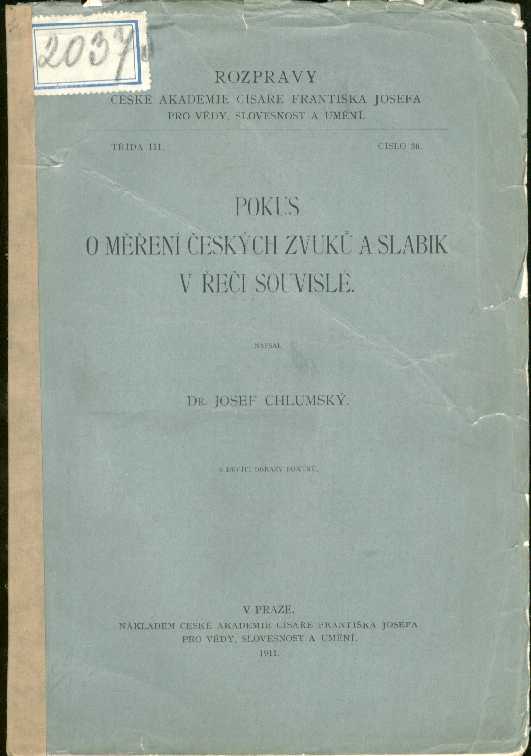 2037
ROZPRAVY
ČESKÉ AKADEMIE CÍSAŘE FRANTIŠKA JOSEFA
PRO VĚDY, SLOVESNOST A UMĚNÍ.
TŘÍDA III. ČÍSLO 36.
POKUS
O MĚŘENÍ ČESKÝCH ZVUKŮ A SLABIK
V ŘEČI SOUVISLÉ.
NAPSAL
DR. JOSEF CHLUMSKÝ.
OBRAZY
V PRAZE.
NÁKLADEM ČESKÉ AKADEMIE CÍSAŘE FRANTIŠKA JOSEFA
PRO VĚDY, SLOVESNOST A UMĚNÍ.
1911.